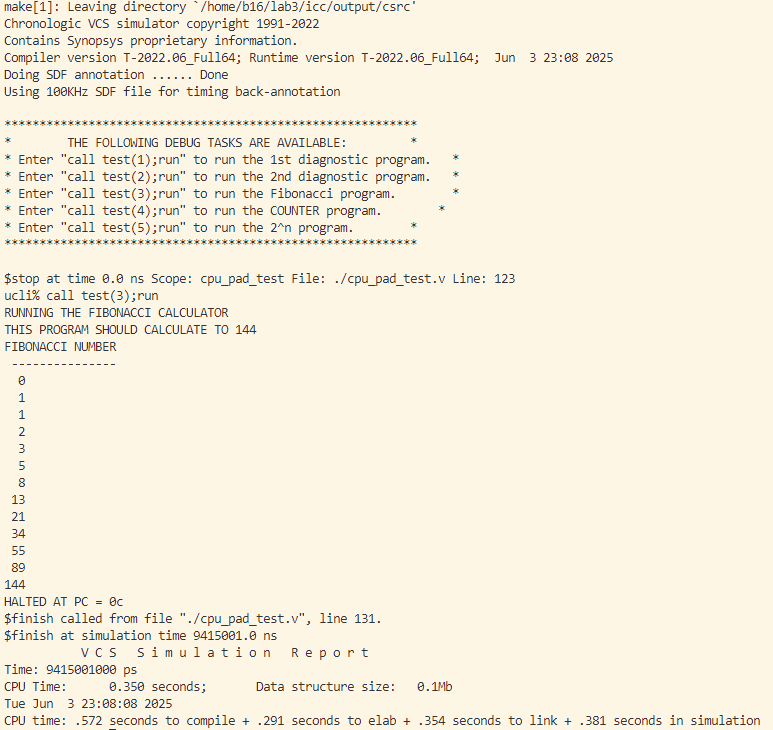 make[1]: Leaving directory `/home/b16/lab3/icc/output/csrc'
Chronologic VCS simulator copyright 1991-2022
Contains Synopsys proprietary information.
Compiler version T-2022.06_Full64; Runtime version T-2022.06_Full64;  Jun  3 23:08 2025
Doing SDF annotation ...... Done
Using 100KHz SDF file for timing back-annotation
***********************************************************
*        THE FOLLOWING DEBUG TASKS ARE AVAILABLE:         *
* Enter "call test(1);run" to run the 1st diagnostic program.   *
* Enter "call test(2);run" to run the 2nd diagnostic program.   *
* Enter "call test(3);run" to run the Fibonacci program.        *
* Enter "call test(4);run" to run the COUNTER program.        *
* Enter "call test(5);run" to run the 2^n program.        *
***********************************************************
$stop at time 0.0 ns Scope: cpu_pad_test File: ./cpu_pad_test.v Line: 123
ucli% call test(3);run
RUNNING THE FIBONACCI CALCULATOR
THIS PROGRAM SHOULD CALCULATE TO 144
FIBONACCI NUMBER
 ---------------
  0
  1
  1
  2
  3
  5
  8
 13
 21
 34
 55
 89
144
HALTED AT PC = 0c
$finish called from file "./cpu_pad_test.v", line 131.
$finish at simulation time 9415001.0 ns
           V C S   S i m u l a t i o n   R e p o r t
Time: 9415001000 ps
CPU Time:      0.350 seconds;       Data structure size:   0.1Mb
Tue Jun  3 23:08:08 2025
CPU time: .572 seconds to compile + .291 seconds to elab + .354 seconds to link + .381 seconds in simulation